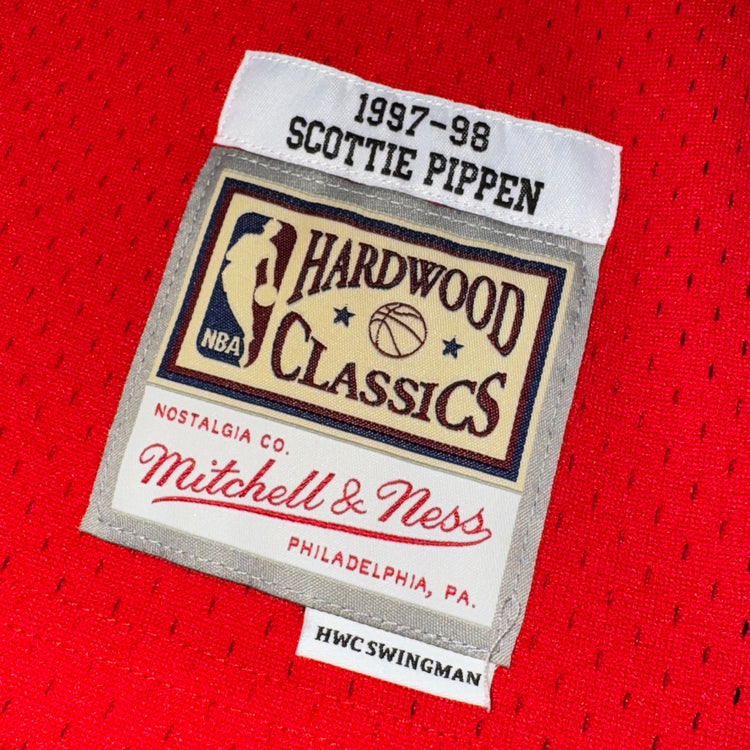 1997-98
SCOTTIE PIPPEN
HARDWOOD
CLASSICS
NBA
NOSTALGIA CO.
Mitchell & Ness
PHILADELPHIA, PA.
HWC SWINGMAN